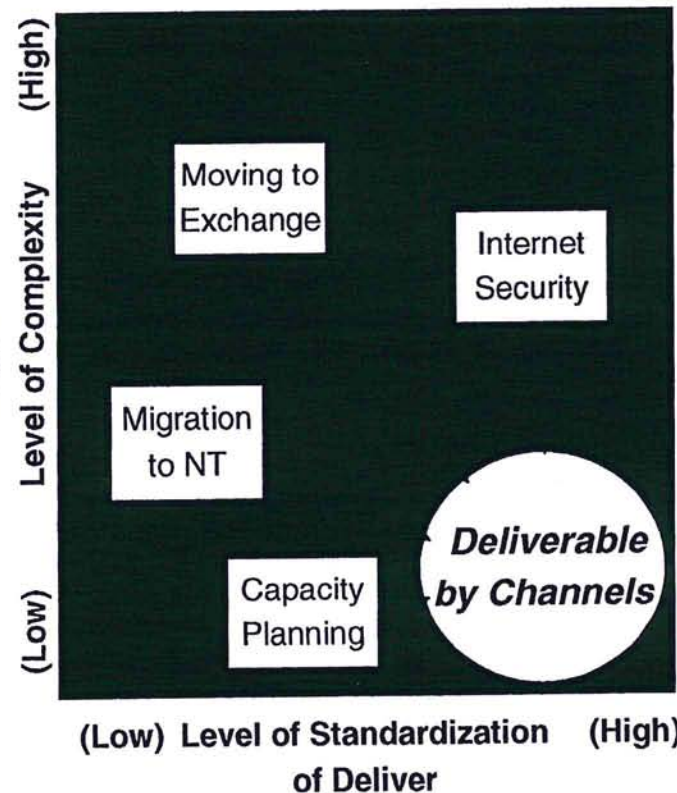 (High)
Level of Complexity
(Low)
Moving to
Exchange
Internet
Security
Migration
to NT
Deliverable
by Channels
Capacity
Planning
(Low) Level of Standardization (High)
of Deliver